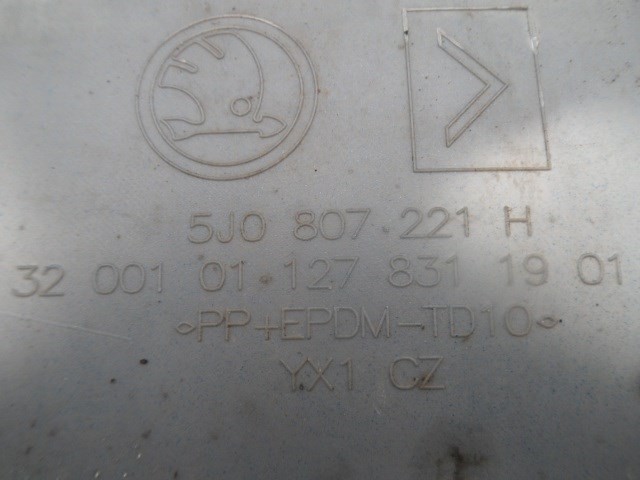 5J0 807 221 H
32 001 01 127 831 19 01
>PP+EPDM-TD10<
YX1 CZ